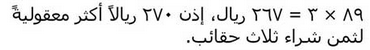 ٨٩ × ٣ = ٢٦٧ ريال، إذن ٢٧٠ ريالاً أكثر معقوليةً
لثمن شراء ثلاث حقائب.